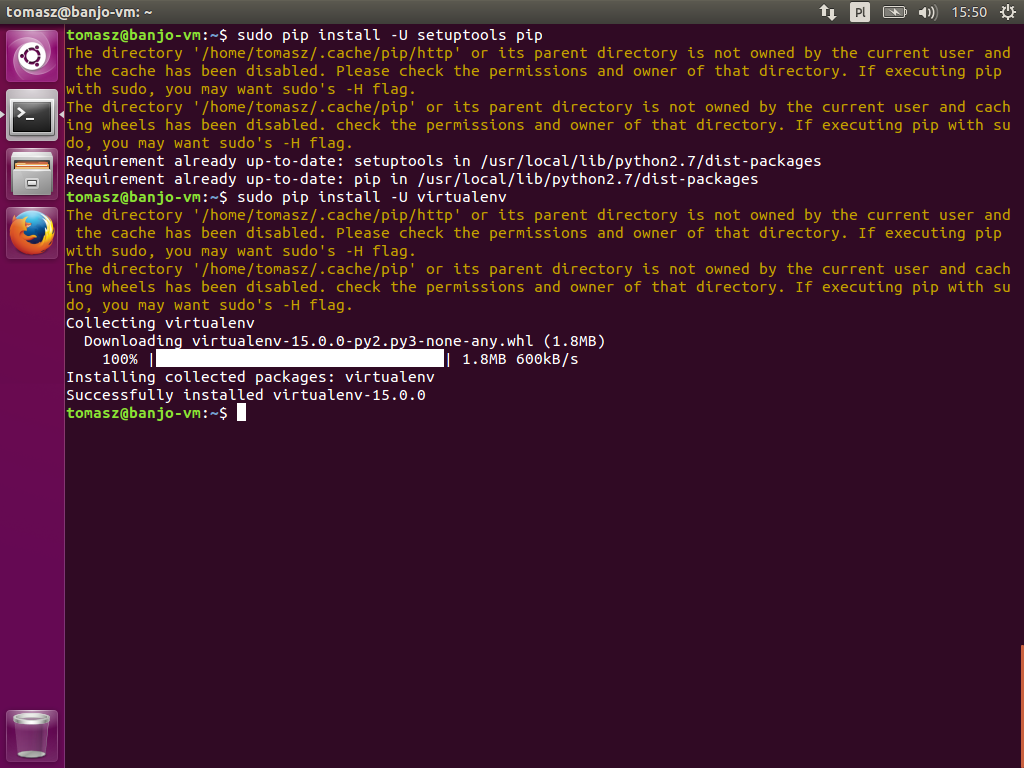 tomasz@banjo-vm: ~
Pl
15:50
tomasz@banjo-vm:~$ sudo pip install -U setuptools pip
The directory '/home/tomasz/.cache/pip/http' or its parent directory is not owned by the current user and
 the cache has been disabled. Please check the permissions and owner of that directory. If executing pip
with sudo, you may want sudo's -H flag.
The directory '/home/tomasz/.cache/pip' or its parent directory is not owned by the current user and cach
ing wheels has been disabled. check the permissions and owner of that directory. If executing pip with su
do, you may want sudo's -H flag.
Requirement already up-to-date: setuptools in /usr/local/lib/python2.7/dist-packages
Requirement already up-to-date: pip in /usr/local/lib/python2.7/dist-packages
tomasz@banjo-vm:~$ sudo pip install -U virtualenv
The directory '/home/tomasz/.cache/pip/http' or its parent directory is not owned by the current user and
 the cache has been disabled. Please check the permissions and owner of that directory. If executing pip
with sudo, you may want sudo's -H flag.
The directory '/home/tomasz/.cache/pip' or its parent directory is not owned by the current user and cach
ing wheels has been disabled. check the permissions and owner of that directory. If executing pip with su
do, you may want sudo's -H flag.
Collecting virtualenv
  Downloading virtualenv-15.0.0-py2.py3-none-any.whl (1.8MB)
    100% |████████████████████████████████| 1.8MB 600kB/s
Installing collected packages: virtualenv
Successfully installed virtualenv-15.0.0
tomasz@banjo-vm:~$